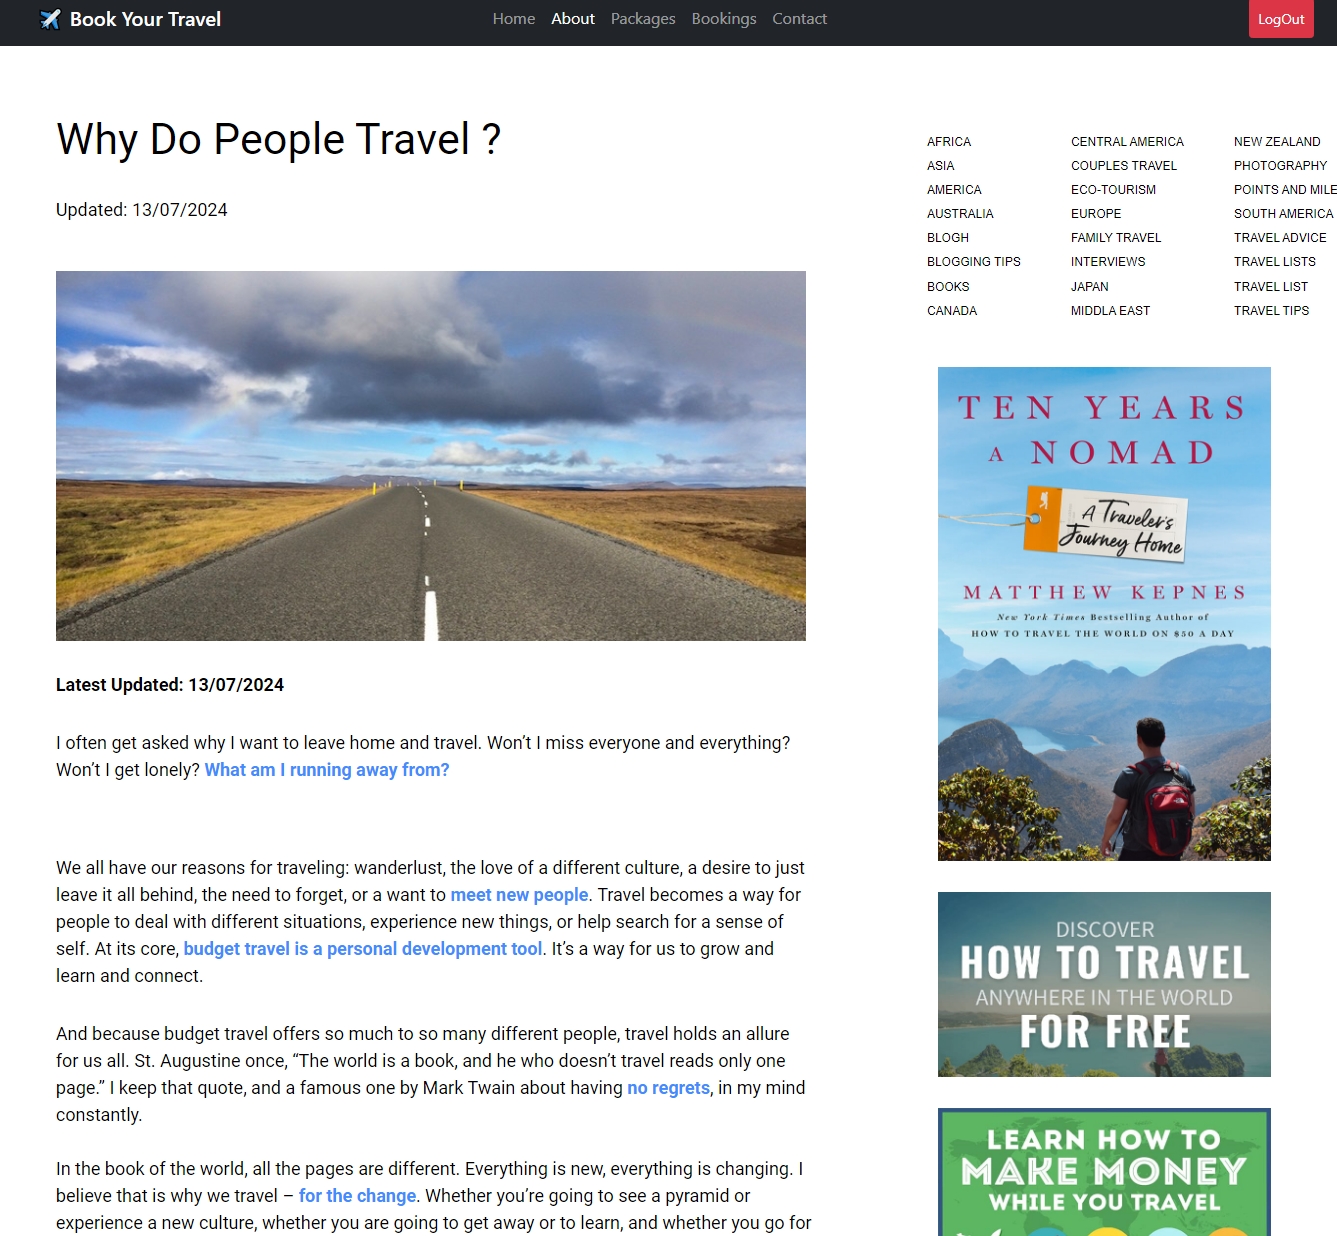 Book Your Travel
Home About Packages Bookings Contact
LogOut
Why Do People Travel ?
Updated: 13/07/2024
Latest Updated: 13/07/2024
I often get asked why I want to leave home and travel. Won’t I miss everyone and everything?
Won’t I get lonely? What am I running away from?
We all have our reasons for traveling: wanderlust, the love of a different culture, a desire to just
leave it all behind, the need to forget, or a want to meet new people. Travel becomes a way for
people to deal with different situations, experience new things, or help search for a sense of
self. At its core, budget travel is a personal development tool. It’s a way for us to grow and
learn and connect.
And because budget travel offers so much to so many different people, travel holds an allure
for us all. St. Augustine once, “The world is a book, and he who doesn’t travel reads only one
page.” I keep that quote, and a famous one by Mark Twain about having no regrets, in my mind
constantly.
In the book of the world, all the pages are different. Everything is new, everything is changing. I
believe that is why we travel – for the change. Whether you’re going to see a pyramid or
experience a new culture, whether you are going to get away or to learn, and whether you go for
AFRICA
ASIA
AMERICA
AUSTRALIA
BLOGH
BLOGGING TIPS
BOOKS
CANADA
CENTRAL AMERICA
COUPLES TRAVEL
ECO-TOURISM
EUROPE
FAMILY TRAVEL
INTERVIEWS
JAPAN
MIDDLA EAST
NEW ZEALAND
PHOTOGRAPHY
POINTS AND MILE
SOUTH AMERICA
TRAVEL ADVICE
TRAVEL LISTS
TRAVEL LIST
TRAVEL TIPS
TEN YEARS
A NOMAD
A Traveler's
Journey Home
MATTHEW KEPNES
New York Times Bestselling Author of
HOW TO TRAVEL THE WORLD ON $50 A DAY
DISCOVER
HOW TO TRAVEL
ANYWHERE IN THE WORLD
FOR FREE
LEARN HOW TO
MAKE MONEY
WHILE YOU TRAVEL